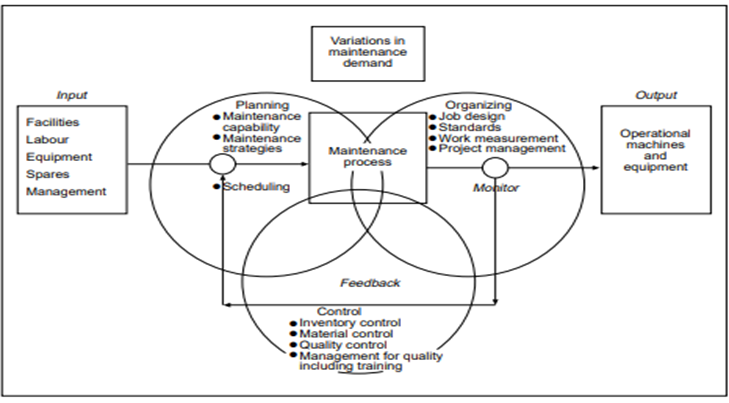 Variations in
maintenance
demand
Input
Facilities
Labour
Equipment
Spares
Management
Planning
● Maintenance
capability
● Maintenance
strategies
● Scheduling
Maintenance
process
Organizing
● Job design
● Standards
● Work measurement
● Project management
Monitor
Output
Operational
machines
and
equipment
Feedback
Control
● Inventory control
● Material control
● Quality control
● Management for quality
including training